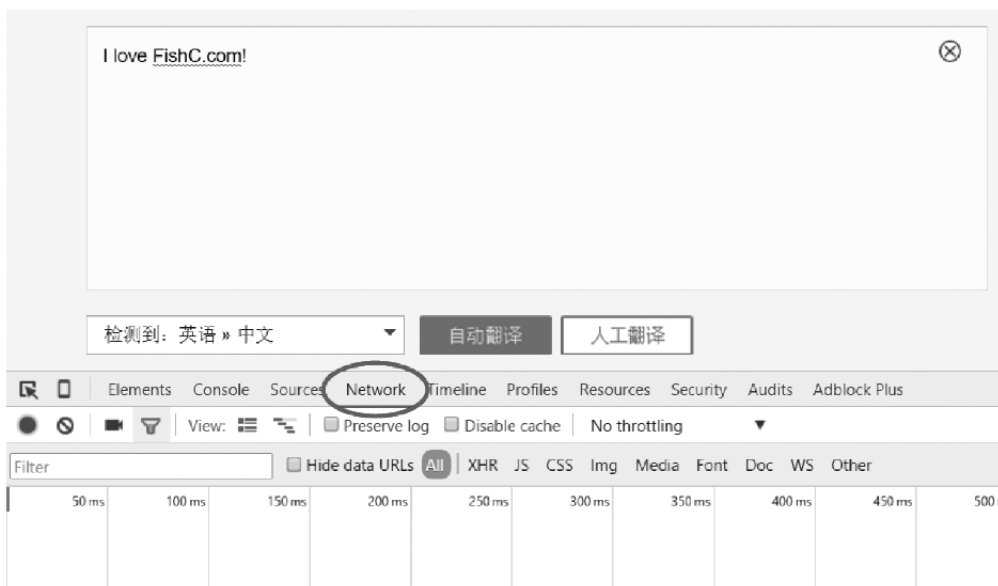 I love FishC.com!
检测到：英语 » 中文
自动翻译
人工翻译
Elements Console Sources Network Timeline Profiles Resources Security Audits Adblock Plus
View: Preserve log Disable cache No throttling
Filter Hide data URLs All XHR JS CSS Img Media Font Doc WS Other
50 ms 100 ms 150 ms 200 ms 250 ms 300 ms 350 ms 400 ms 450 ms 500